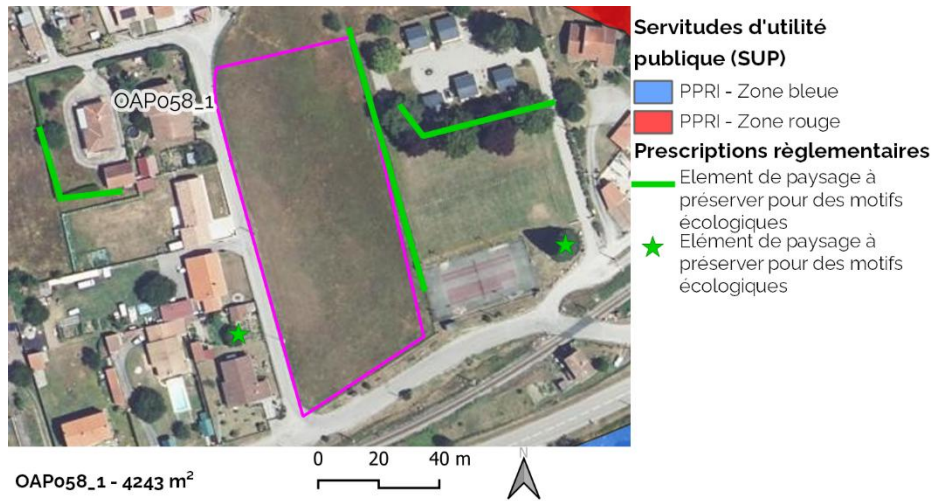 OAP058_1
Servitudes d'utilité
publique (SUP)
PPRI - Zone bleue
PPRI - Zone rouge
Prescriptions règlementaires
Element de paysage à
préserver pour des motifs
écologiques
Elément de paysage à
préserver pour des motifs
écologiques
OAP058_1 - 4243 m²
0 20 40 m
N